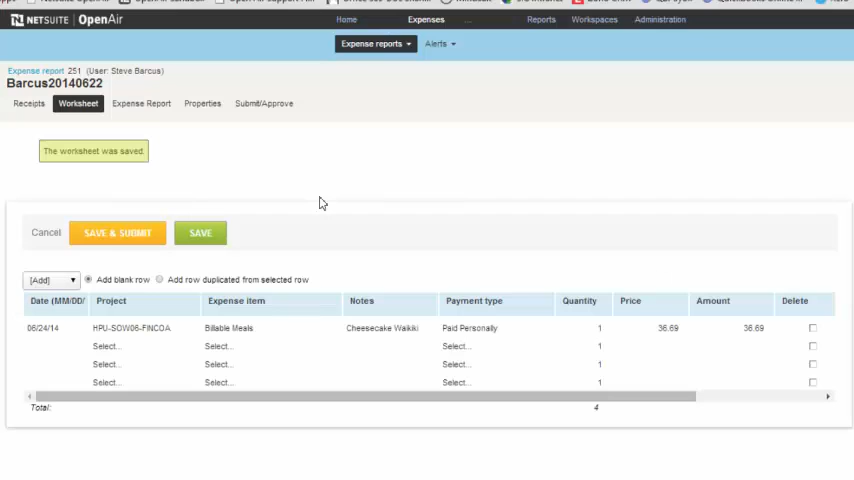 NETSUITE | OpenAir
Home Expenses ... Reports Workspaces Administration
Expense reports Alerts
Expense report 251 (User: Steve Barcus)
Barcus20140622
Receipts Worksheet Expense Report Properties Submit/Approve
The worksheet was saved.
Cancel SAVE & SUBMIT SAVE
[Add] Add blank row Add row duplicated from selected row
Date (MM/DD/ Project Expense item Notes Payment type Quantity Price Amount Delete
06/24/14 HPU-SOW06-FINCOA Billable Meals Cheesecake Waikiki Paid Personally 1 36.69 36.69
Select... Select... Select... 1
Select... Select... Select... 1
Select... Select... Select... 1
Total: 4